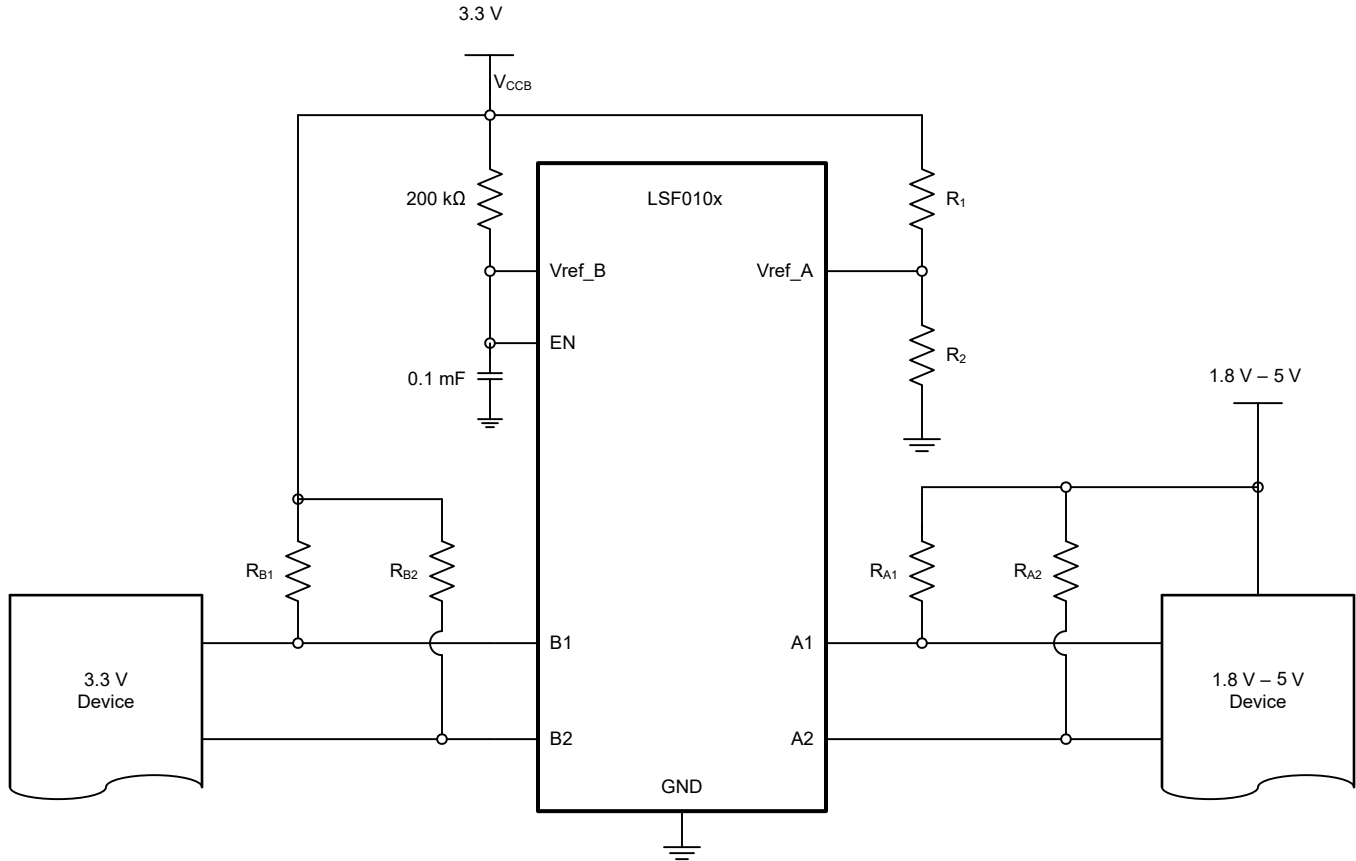 3.3 V
V_CCB
200 kΩ
LSF010x
R1
Vref_B
Vref_A
EN
R2
0.1 mF
1.8 V – 5 V
RB1
RB2
RA1
RA2
B1
A1
3.3 V
Device
1.8 V – 5 V
Device
B2
A2
GND